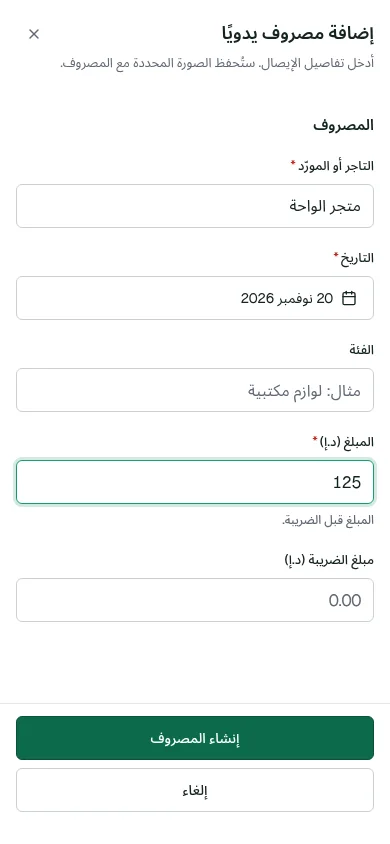 إضافة مصروف يدويًا
أدخل تفاصيل الإيصال. ستُحفظ الصورة المحددة مع المصروف.
المصروف
التاجر أو المورّد *
متجر الواحة
التاريخ *
20 نوفمبر 2026
الفئة
مثال: لوازم مكتبية
المبلغ (د.إ) *
125
المبلغ قبل الضريبة.
مبلغ الضريبة (د.إ)
0.00
إنشاء المصروف
إلغاء